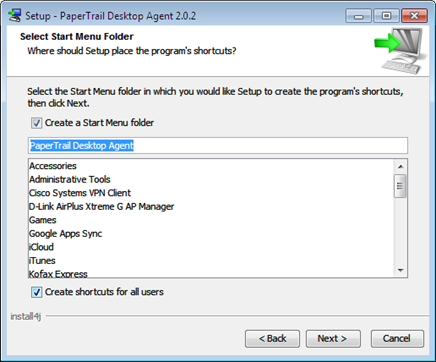 Setup - PaperTrail Desktop Agent 2.0.2
Select Start Menu Folder
Where should Setup place the program's shortcuts?
Select the Start Menu folder in which you would like Setup to create the program's shortcuts,
then click Next.
Create a Start Menu folder
PaperTrail Desktop Agent
Accessories
Administrative Tools
Cisco Systems VPN Client
D-Link AirPlus Xtreme G AP Manager
Games
Google Apps Sync
iCloud
iTunes
Kofax Express
Create shortcuts for all users
install4j
< Back
Next >
Cancel